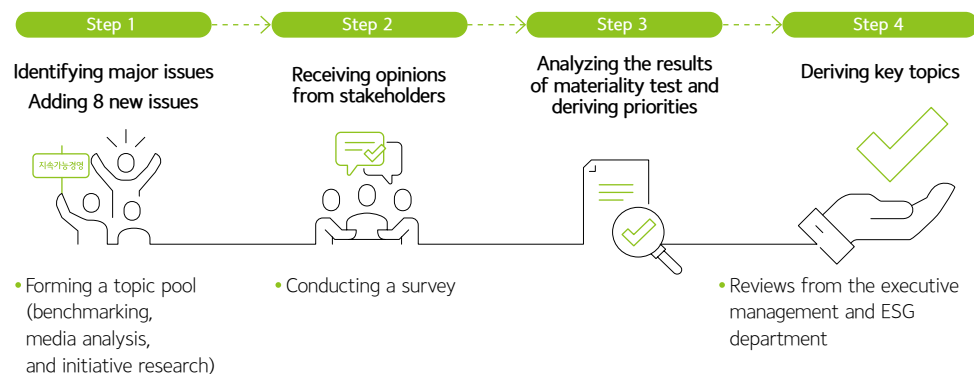 Step 1
Step 2
Step 3
Step 4
Identifying major issues
Adding 8 new issues
Receiving opinions
from stakeholders
Analyzing the results
of materiality test and
deriving priorities
Deriving key topics
지속가능경영
• Forming a topic pool
(benchmarking,
media analysis,
and initiative research)
• Conducting a survey
• Reviews from the executive
management and ESG
department